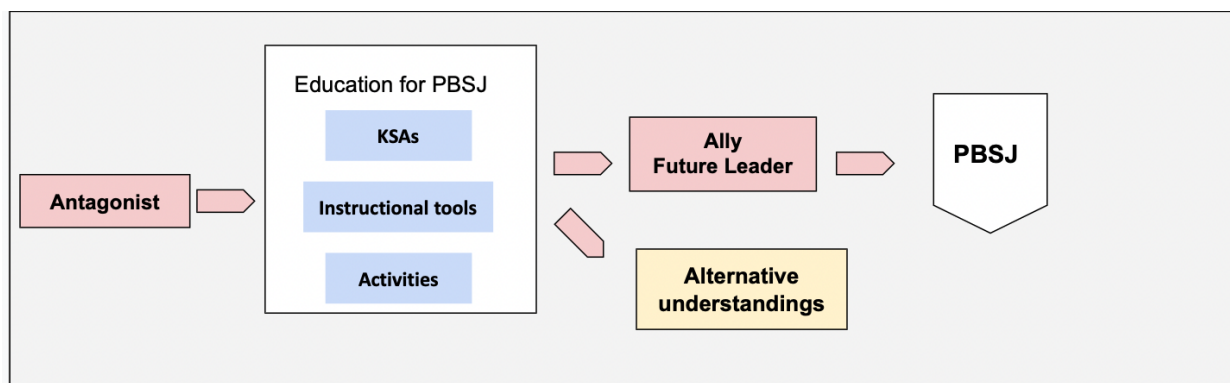 Antagonist
Education for PBSJ
KSAs
Instructional tools
Activities
Ally
Future Leader
Alternative
understandings
PBSJ